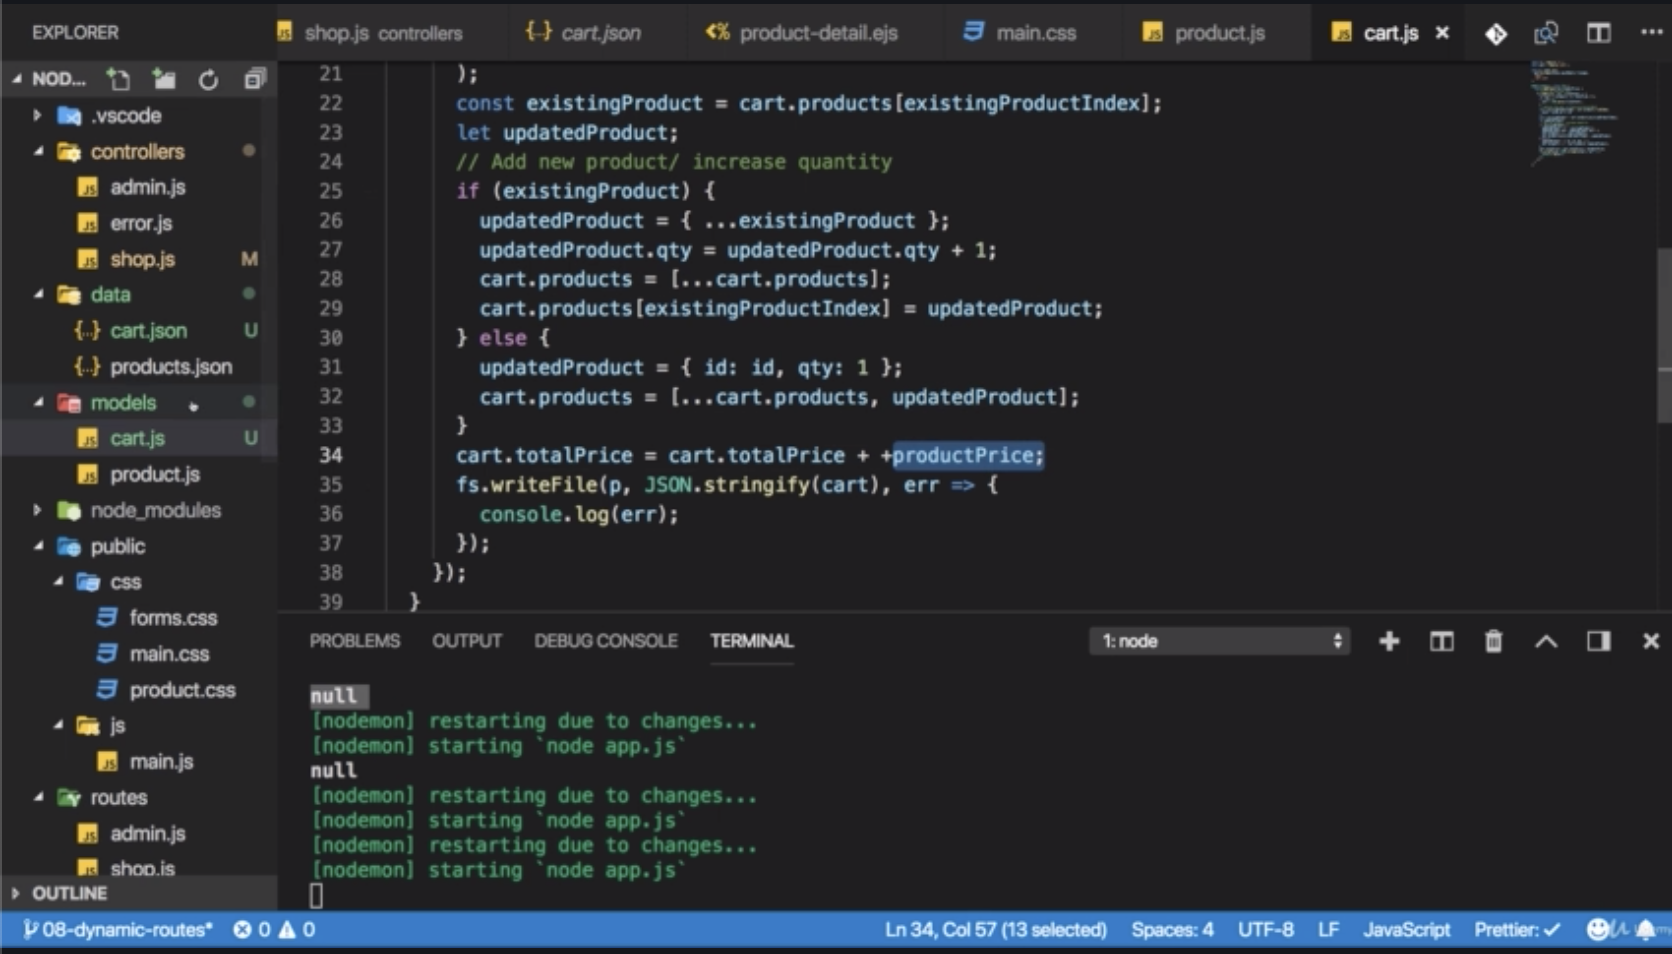 EXPLORER
shop.js controllers
cart.json
product-detail.ejs
main.css
product.js
cart.js
NOD...
.vscode
controllers
admin.js
error.js
shop.js M
data
cart.json U
products.json
models
cart.js U
product.js
node_modules
public
css
forms.css
main.css
product.css
js
main.js
routes
admin.js
shop.js
OUTLINE
21 );
22 const existingProduct = cart.products[existingProductIndex];
23 let updatedProduct;
24 // Add new product/ increase quantity
25 if (existingProduct) {
26 updatedProduct = { ...existingProduct };
27 updatedProduct.qty = updatedProduct.qty + 1;
28 cart.products = [...cart.products];
29 cart.products[existingProductIndex] = updatedProduct;
30 } else {
31 updatedProduct = { id: id, qty: 1 };
32 cart.products = [...cart.products, updatedProduct];
33 }
34 cart.totalPrice = cart.totalPrice + +productPrice;
35 fs.writeFile(p, JSON.stringify(cart), err => {
36 console.log(err);
37 });
38 });
39 }
PROBLEMS OUTPUT DEBUG CONSOLE TERMINAL 1: node
null
[nodemon] restarting due to changes...
[nodemon] starting `node app.js`
null
[nodemon] restarting due to changes...
[nodemon] starting `node app.js`
[nodemon] restarting due to changes...
[nodemon] starting `node app.js`
08-dynamic-routes* 0 0 Ln 34, Col 57 (13 selected) Spaces: 4 UTF-8 LF JavaScript Prettier: ✓